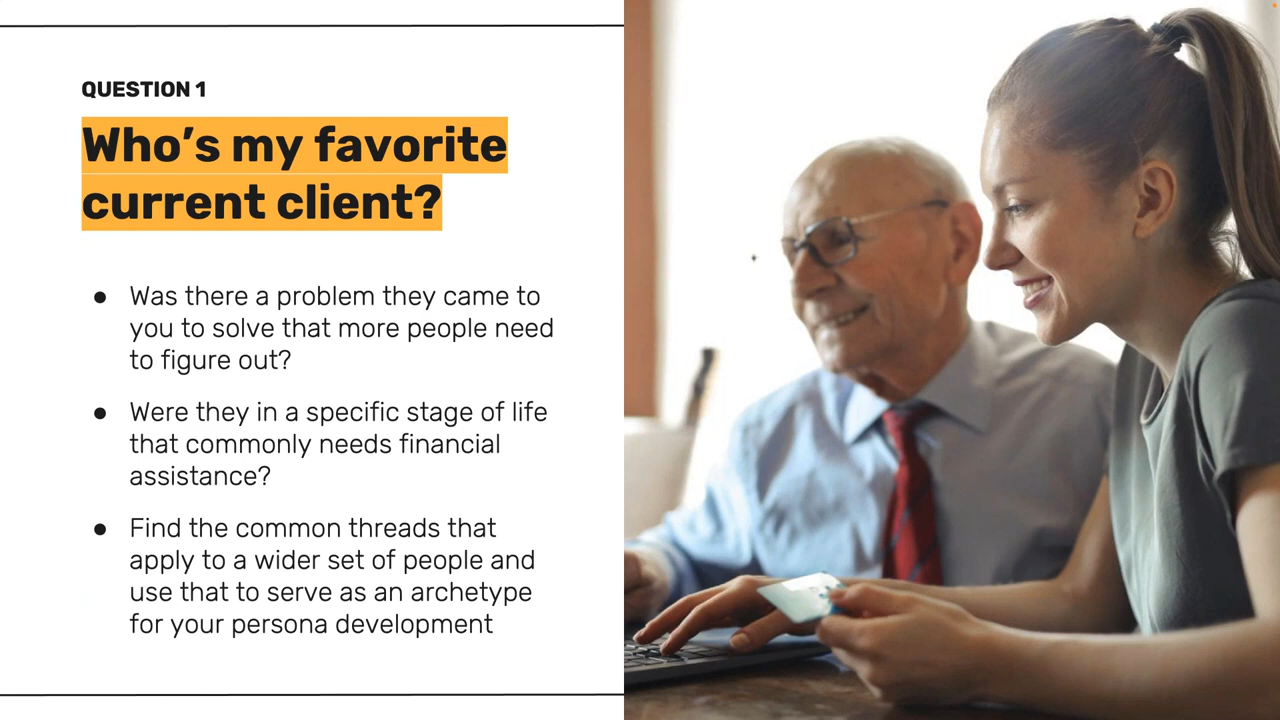 QUESTION 1
Who’s my favorite
current client?
● Was there a problem they came to
you to solve that more people need
to figure out?
● Were they in a specific stage of life
that commonly needs financial
assistance?
● Find the common threads that
apply to a wider set of people and
use that to serve as an archetype
for your persona development